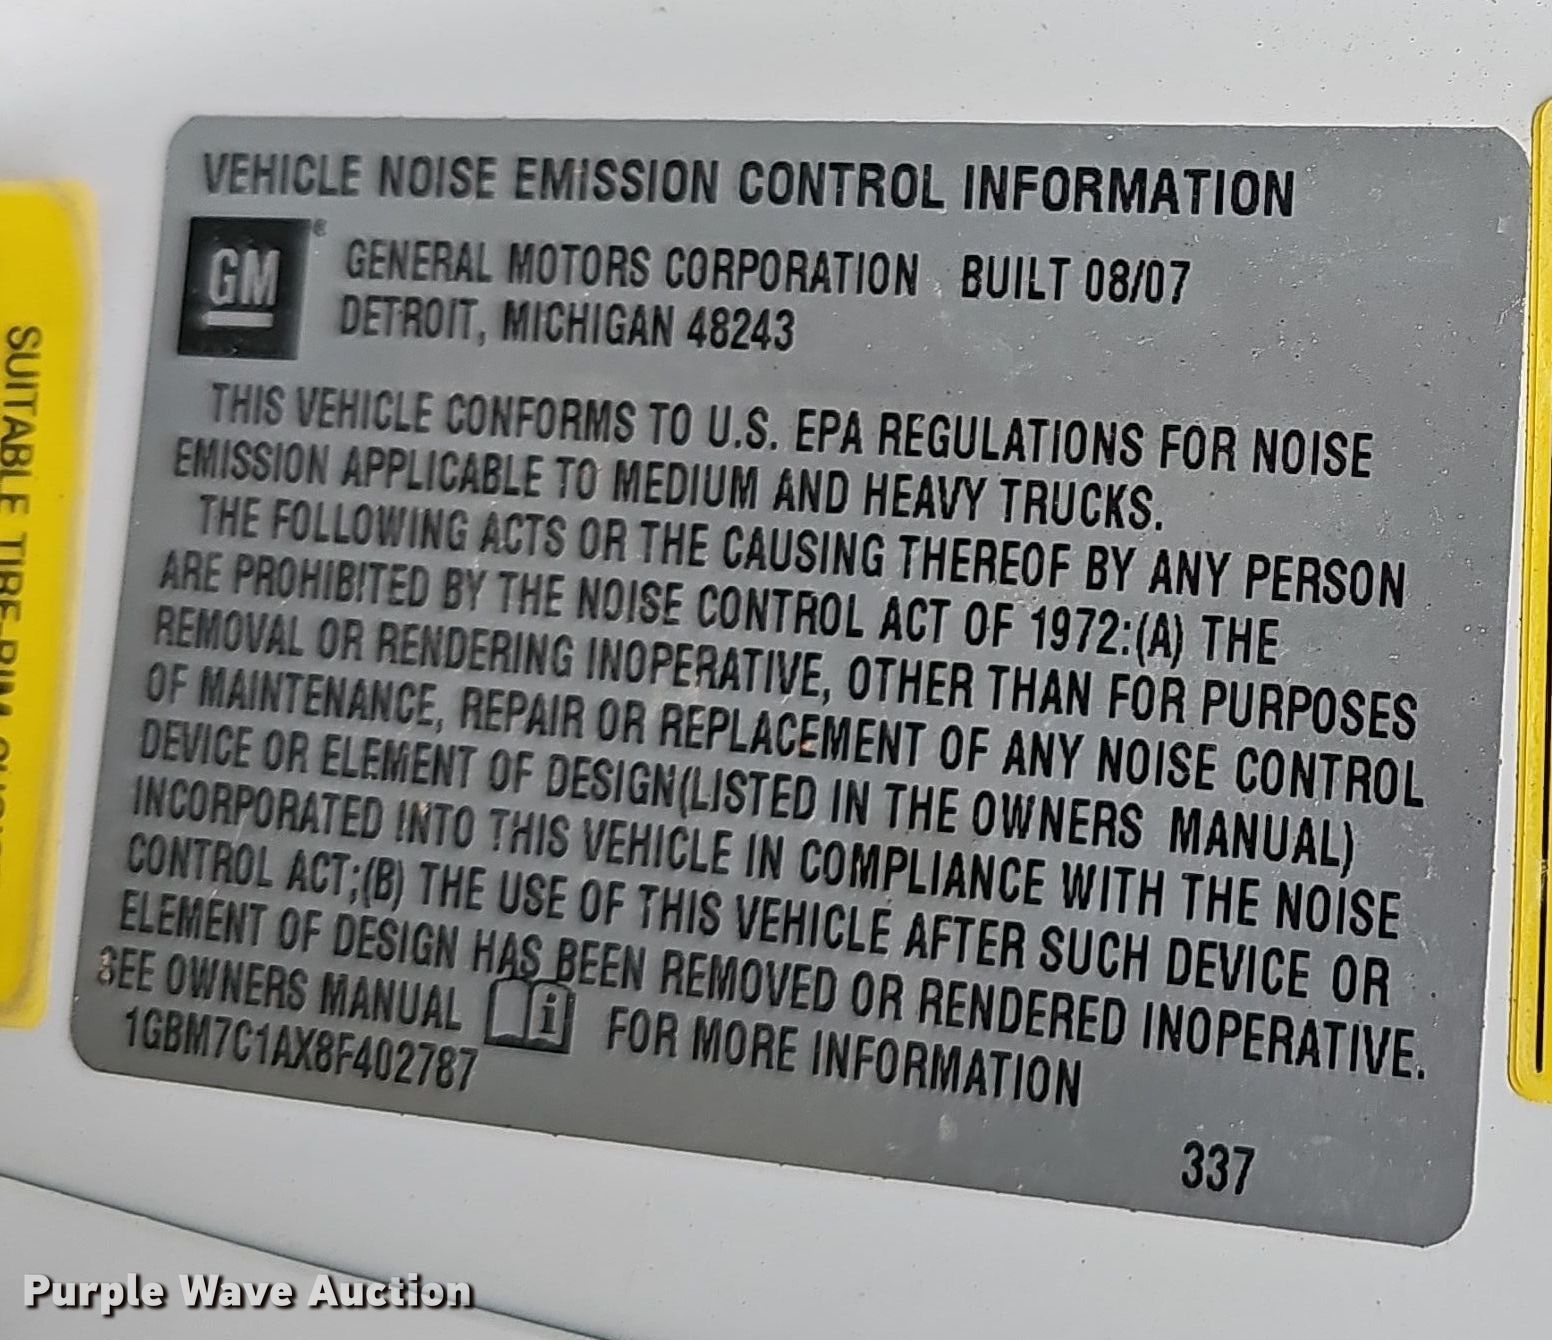 VEHICLE NOISE EMISSION CONTROL INFORMATION
GM®
GENERAL MOTORS CORPORATION BUILT 08/07
DETROIT, MICHIGAN 48243
THIS VEHICLE CONFORMS TO U.S. EPA REGULATIONS FOR NOISE
EMISSION APPLICABLE TO MEDIUM AND HEAVY TRUCKS.
THE FOLLOWING ACTS OR THE CAUSING THEREOF BY ANY PERSON
ARE PROHIBITED BY THE NOISE CONTROL ACT OF 1972:(A) THE
REMOVAL OR RENDERING INOPERATIVE, OTHER THAN FOR PURPOSES
OF MAINTENANCE, REPAIR OR REPLACEMENT OF ANY NOISE CONTROL
DEVICE OR ELEMENT OF DESIGN(LISTED IN THE OWNERS MANUAL)
INCORPORATED INTO THIS VEHICLE IN COMPLIANCE WITH THE NOISE
CONTROL ACT;(B) THE USE OF THIS VEHICLE AFTER SUCH DEVICE OR
ELEMENT OF DESIGN HAS BEEN REMOVED OR RENDERED INOPERATIVE.
SEE OWNERS MANUAL i FOR MORE INFORMATION
1GBM7C1AX8F402787
337
SUITABLE TIRE-RIM
Purple Wave Auction